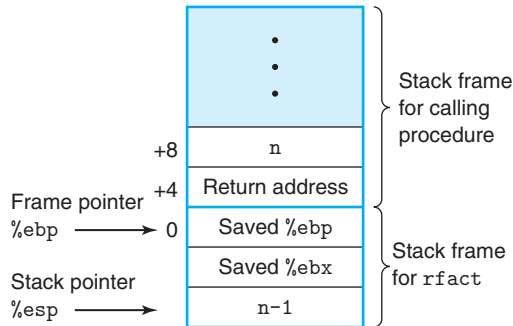 Stack frame
for calling
procedure
+8 n
+4 Return address
Frame pointer
%ebp 0 Saved %ebp
Saved %ebx
Stack frame
for rfact
Stack pointer
%esp n-1